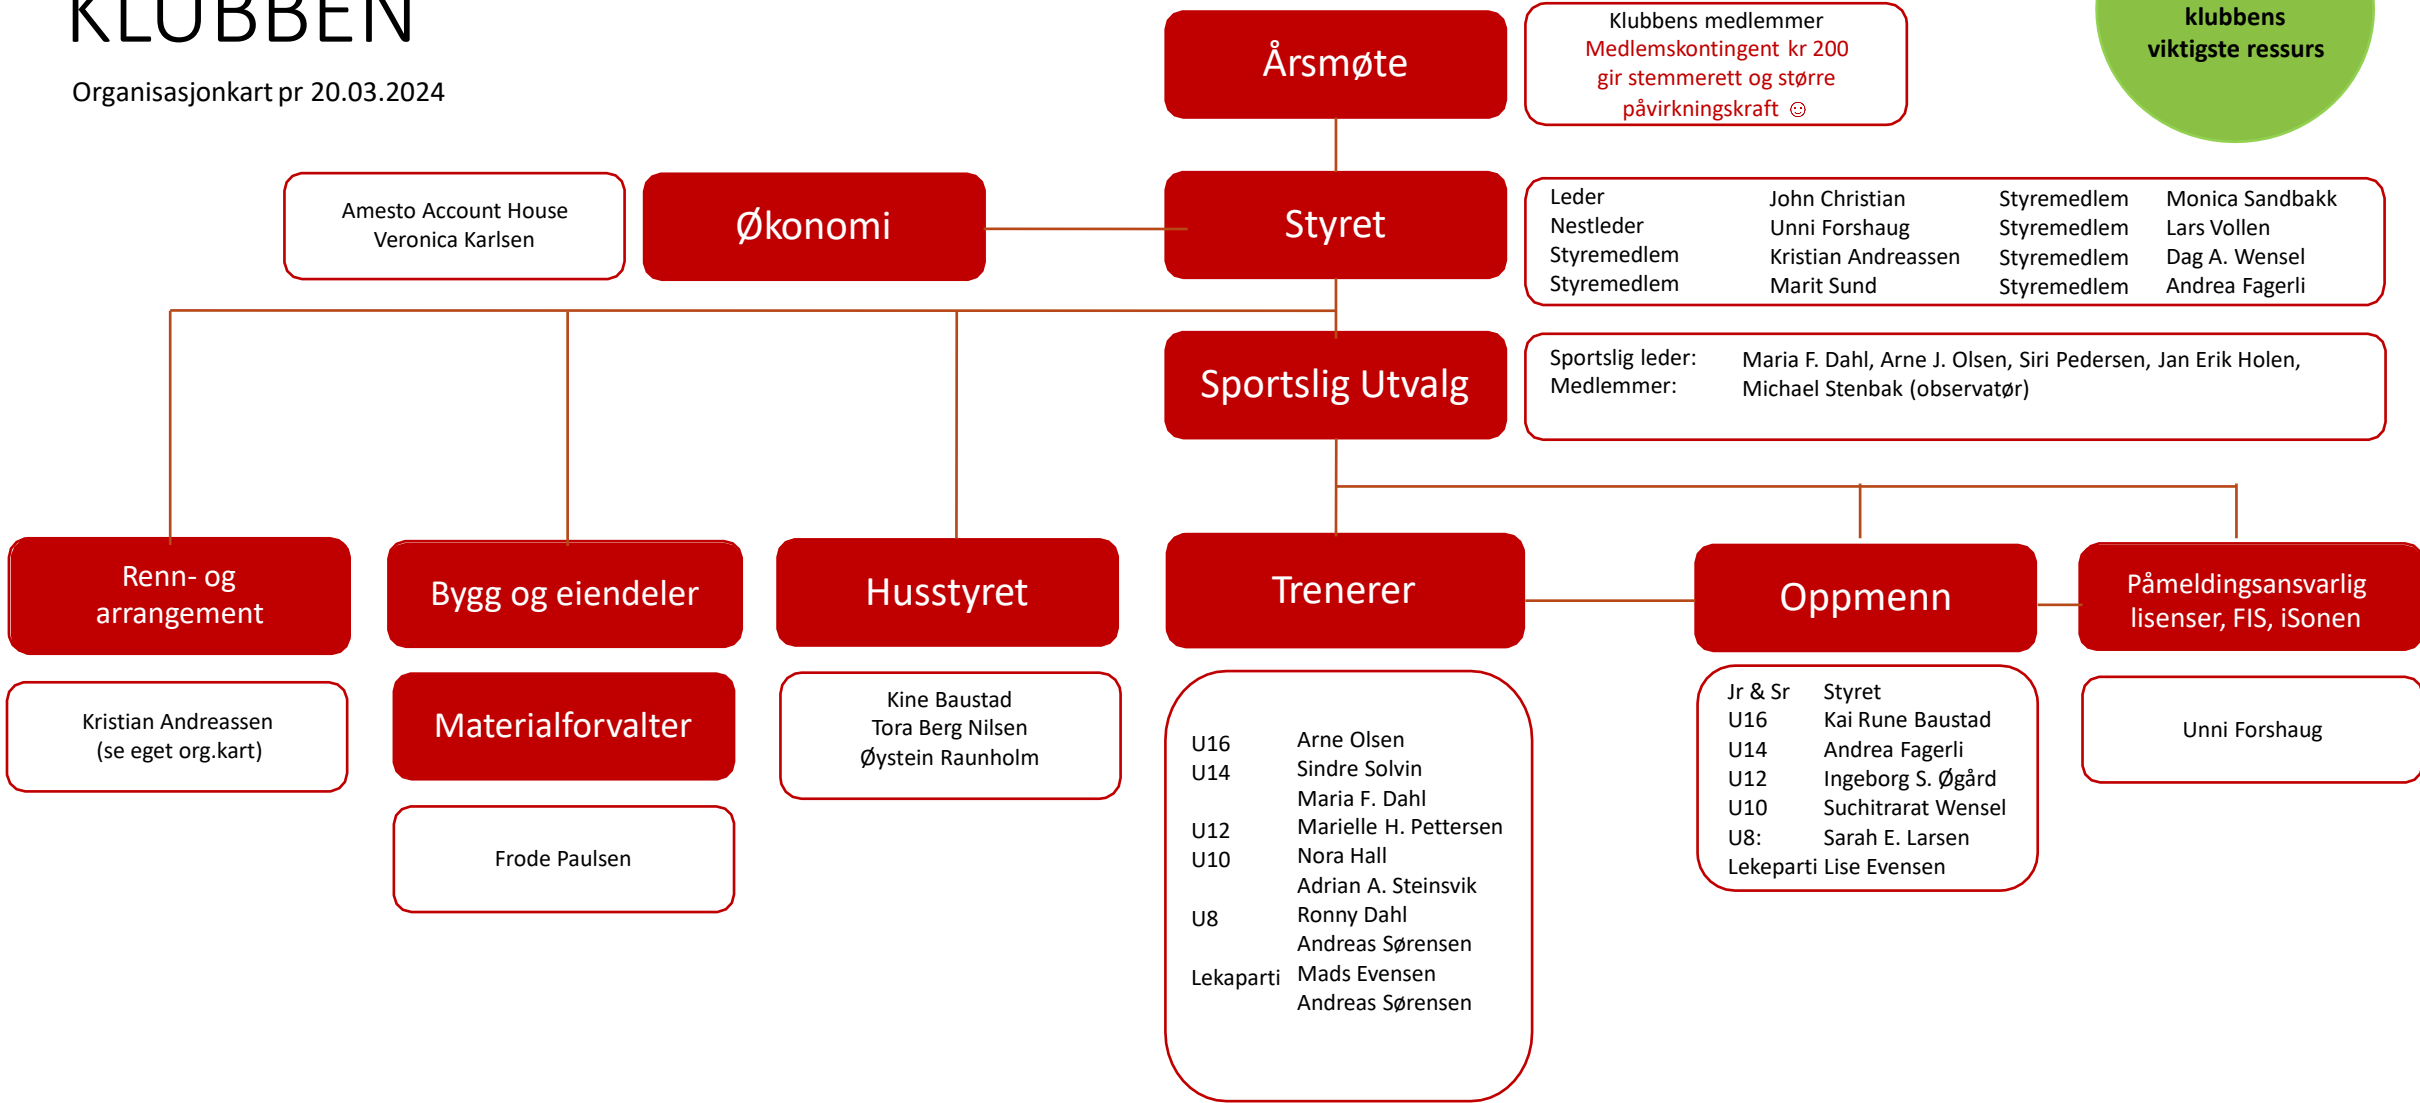 KLUBBEN
Organisasjonkart pr 20.03.2024
Årsmøte
Klubbens medlemmer
Medlemskontingent kr 200
gir stemmerett og større
påvirkningskraft ☺
klubbens
viktigste ressurs
Amesto Account House
Veronica Karlsen
Økonomi
Styret
Leder John Christian Styremedlem Monica Sandbakk
Nestleder Unni Forshaug Styremedlem Lars Vollen
Styremedlem Kristian Andreassen Styremedlem Dag A. Wensel
Styremedlem Marit Sund Styremedlem Andrea Fagerli
Sportslig Utvalg
Sportslig leder: Maria F. Dahl, Arne J. Olsen, Siri Pedersen, Jan Erik Holen,
Medlemmer: Michael Stenbak (observatør)
Renn- og
arrangement
Kristian Andreassen
(se eget org.kart)
Bygg og eiendeler
Materialforvalter
Frode Paulsen
Husstyret
Kine Baustad
Tora Berg Nilsen
Øystein Raunholm
Trenerer
U16 Arne Olsen
U14 Sindre Solvin
Maria F. Dahl
U12 Marielle H. Pettersen
U10 Nora Hall
Adrian A. Steinsvik
U8 Ronny Dahl
Andreas Sørensen
Lekaparti Mads Evensen
Andreas Sørensen
Oppmenn
Jr & Sr Styret
U16 Kai Rune Baustad
U14 Andrea Fagerli
U12 Ingeborg S. Øgård
U10 Suchitrarat Wensel
U8: Sarah E. Larsen
Lekeparti Lise Evensen
Påmeldingsansvarlig
lisenser, FIS, iSonen
Unni Forshaug